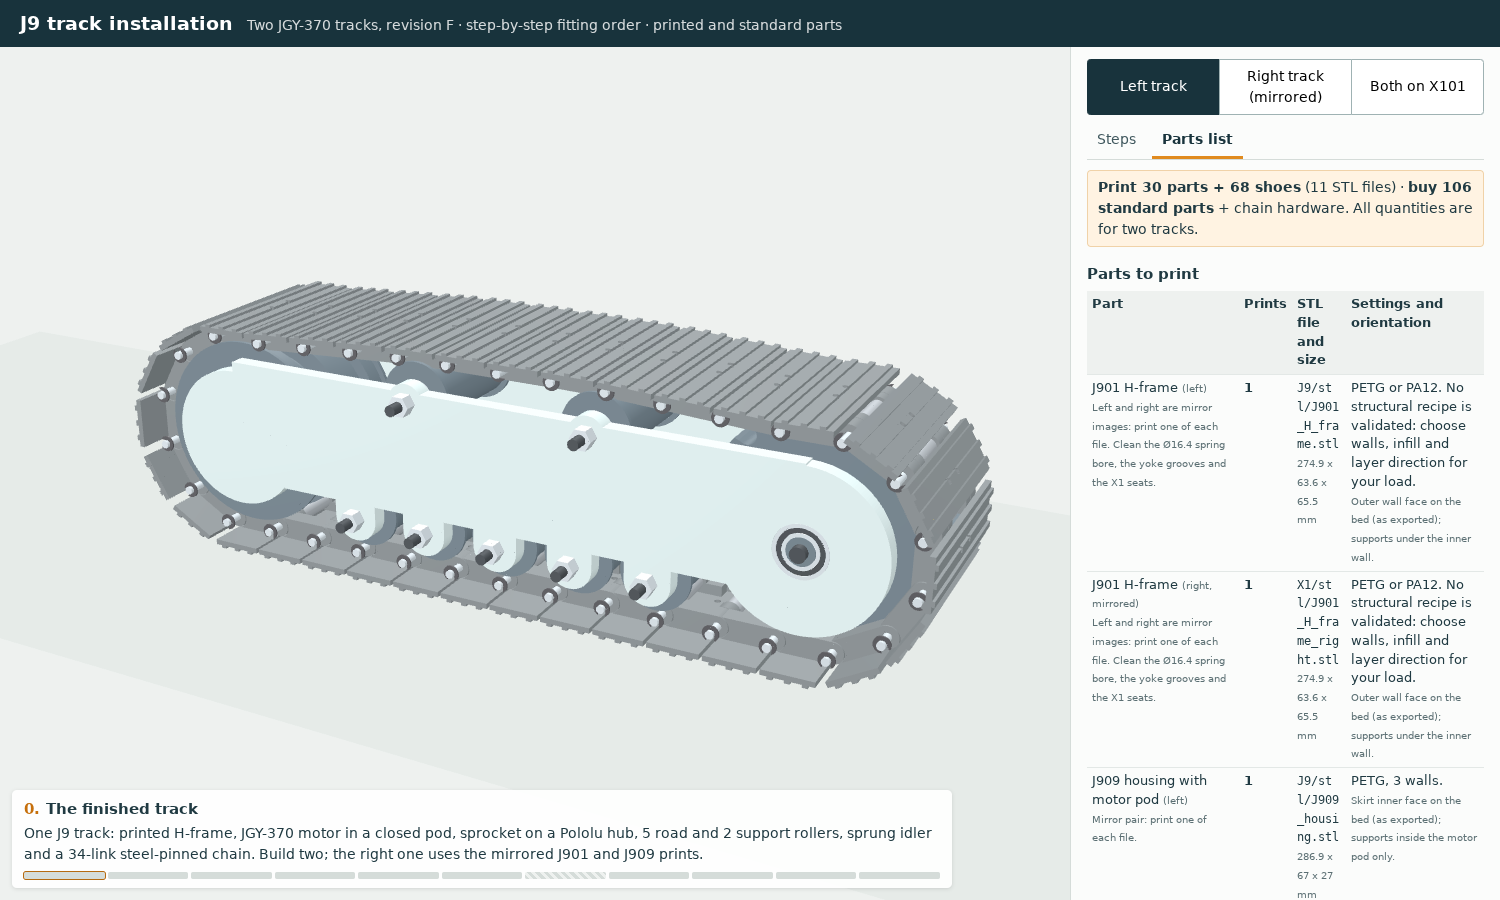 J9 track installation Two JGY-370 tracks, revision F · step-by-step fitting order · printed and standard parts
Left track
Right track
(mirrored)
Both on X101
Steps
Parts list
Print 30 parts + 68 shoes (11 STL files) · buy 106
standard parts + chain hardware. All quantities are
for two tracks.
Parts to print
Part
Prints
STL
file
and
size
Settings and
orientation
J901 H-frame (left)
Left and right are mirror
images: print one of each
file. Clean the Ø16.4 spring
bore, the yoke grooves and
the X1 seats.
1
J9/st
l/J901
_H_fra
me.stl
274.9 x
63.6 x
65.5
mm
PETG or PA12. No
structural recipe is
validated: choose
walls, infill and
layer direction for
your load.
Outer wall face on the
bed (as exported);
supports under the inner
wall.
J901 H-frame (right,
mirrored)
Left and right are mirror
images: print one of each
file. Clean the Ø16.4 spring
bore, the yoke grooves and
the X1 seats.
1
X1/st
l/J901
_H_fra
me_rig
ht.stl
274.9 x
63.6 x
65.5
mm
PETG or PA12. No
structural recipe is
validated: choose
walls, infill and
layer direction for
your load.
Outer wall face on the
bed (as exported);
supports under the inner
wall.
J909 housing with
motor pod (left)
Mirror pair: print one of
each file.
1
J9/st
l/J909
_housi
ng.stl
286.9 x
67 x 27
mm
PETG, 3 walls.
Skirt inner face on the
bed (as exported);
supports inside the motor
pod only.
0. The finished track
One J9 track: printed H-frame, JGY-370 motor in a closed pod, sprocket on a Pololu hub, 5 road and 2 support rollers, sprung idler
and a 34-link steel-pinned chain. Build two; the right one uses the mirrored J901 and J909 prints.